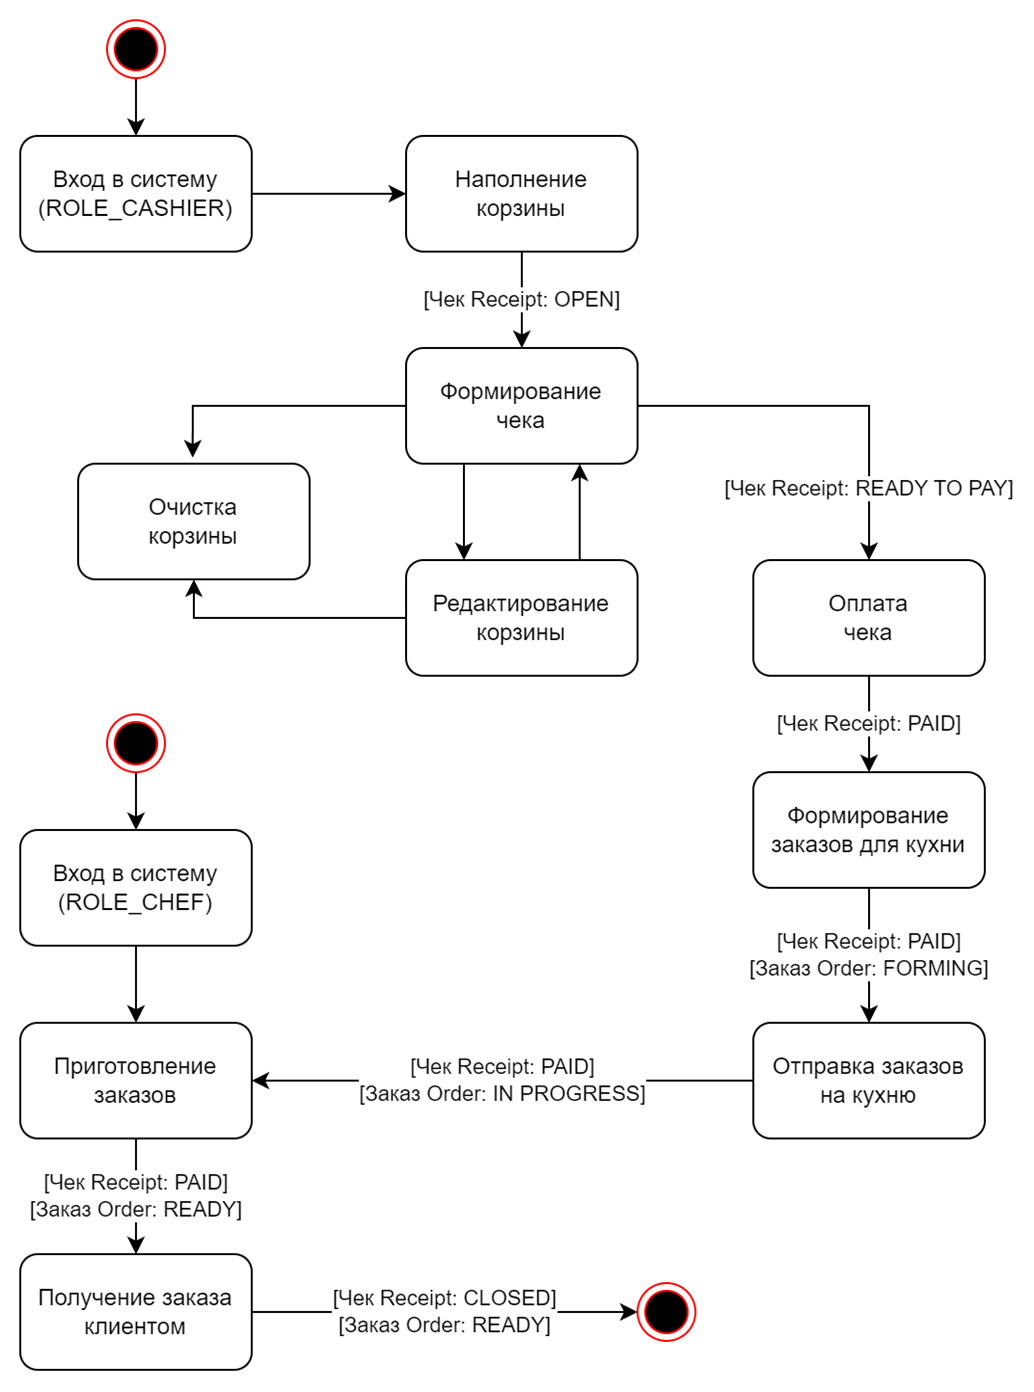 Вход в систему
(ROLE_CASHIER)
Наполнение
корзины
[Чек Receipt: OPEN]
Формирование
чека
Очистка
корзины
[Чек Receipt: READY TO PAY]
Редактирование
корзины
Оплата
чека
[Чек Receipt: PAID]
Формирование
заказов для кухни
Вход в систему
(ROLE_CHEF)
[Чек Receipt: PAID]
[Заказ Order: FORMING]
Приготовление
заказов
[Чек Receipt: PAID]
[Заказ Order: IN PROGRESS]
Отправка заказов
на кухню
[Чек Receipt: PAID]
[Заказ Order: READY]
Получение заказа
клиентом
[Чек Receipt: CLOSED]
[Заказ Order: READY]